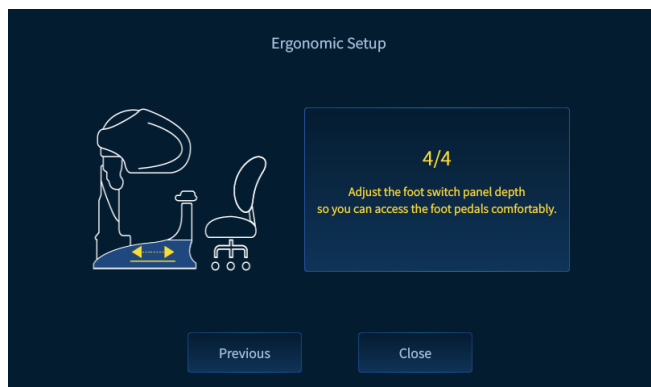 Ergonomic Setup
4/4
Adjust the foot switch panel depth
so you can access the foot pedals comfortably.
Previous
Close